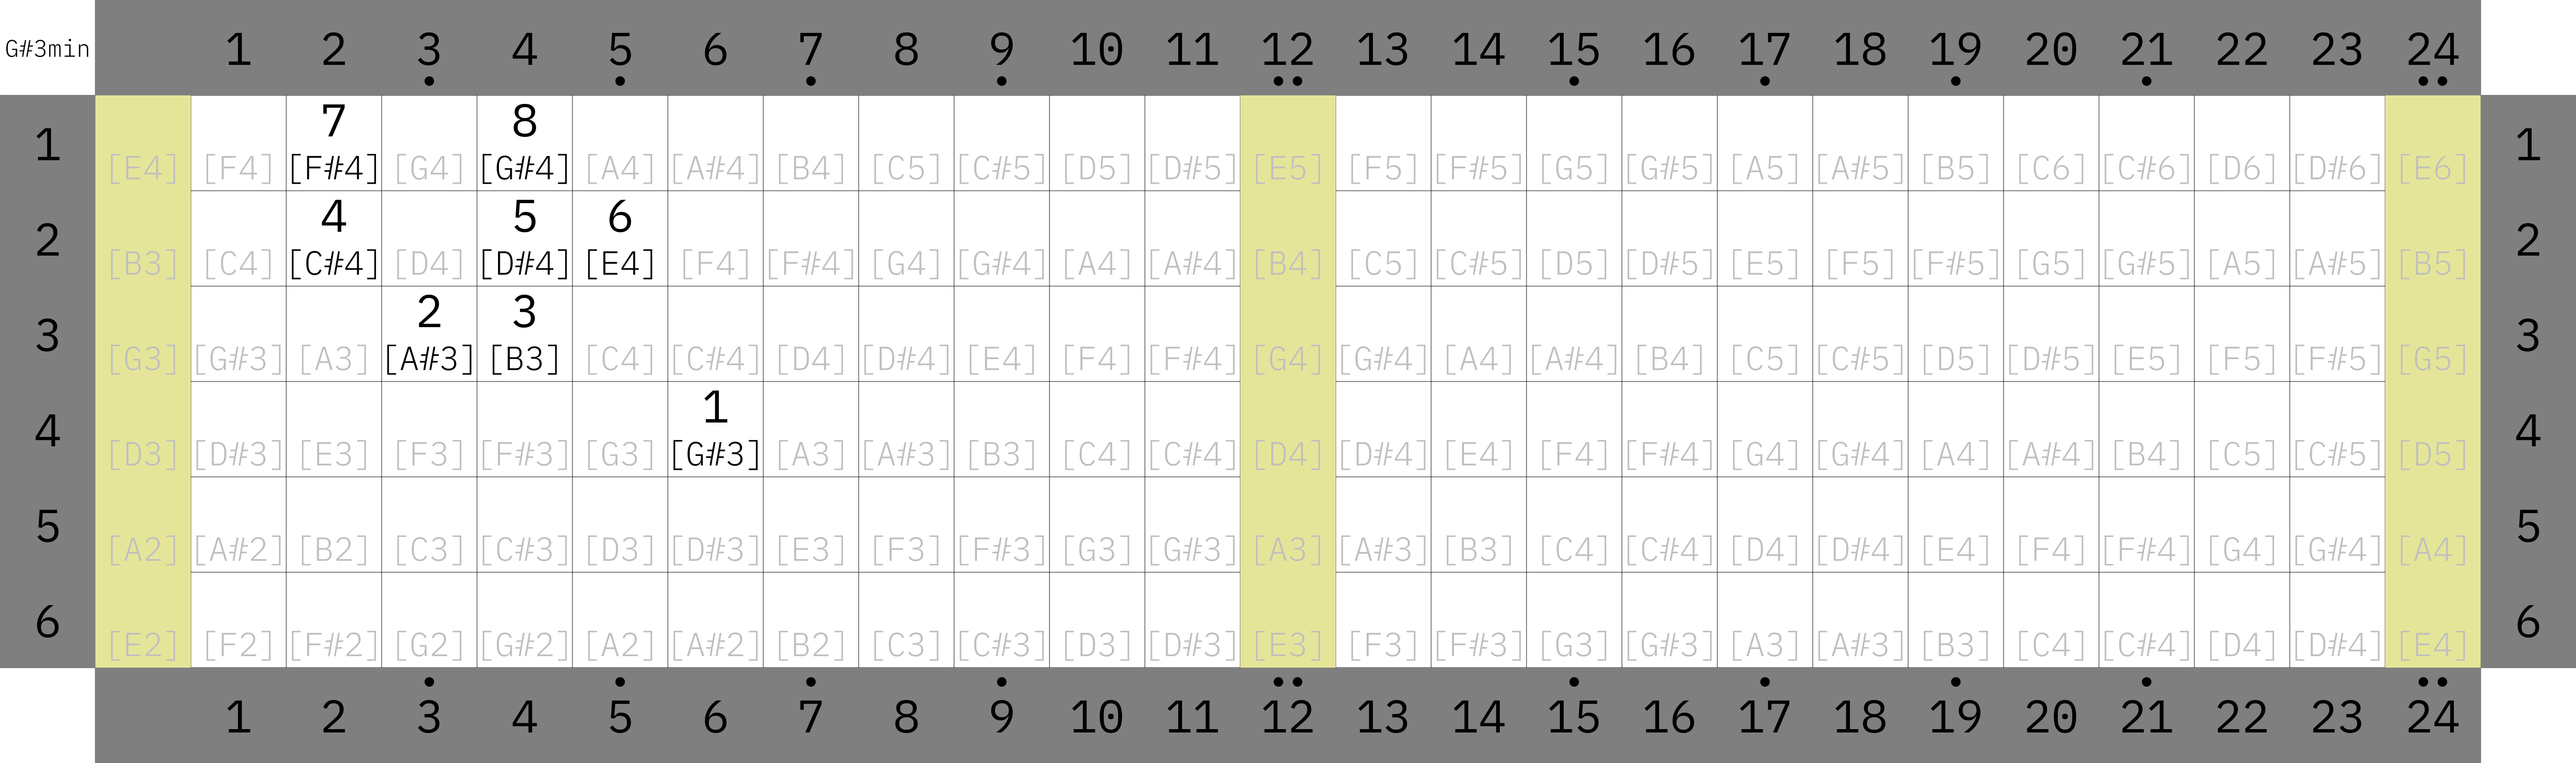 G#3min 1 2 3 4 5 6 7 8 9 10 11 12 13 14 15 16 17 18 19 20 21 22 23 24
7 8
1 [E4] [F4] [F#4] [G4] [G#4] [A4] [A#4] [B4] [C5] [C#5] [D5] [D#5] [E5] [F5] [F#5] [G5] [G#5] [A5] [A#5] [B5] [C6] [C#6] [D6] [D#6] [E6] 1
4 5 6
2 [B3] [C4] [C#4] [D4] [D#4] [E4] [F4] [F#4] [G4] [G#4] [A4] [A#4] [B4] [C5] [C#5] [D5] [D#5] [E5] [F5] [F#5] [G5] [G#5] [A5] [A#5] [B5] 2
2 3
3 [G3] [G#3] [A3] [A#3] [B3] [C4] [C#4] [D4] [D#4] [E4] [F4] [F#4] [G4] [G#4] [A4] [A#4] [B4] [C5] [C#5] [D5] [D#5] [E5] [F5] [F#5] [G5] 3
1
4 [D3] [D#3] [E3] [F3] [F#3] [G3] [G#3] [A3] [A#3] [B3] [C4] [C#4] [D4] [D#4] [E4] [F4] [F#4] [G4] [G#4] [A4] [A#4] [B4] [C5] [C#5] [D5] 4
5 [A2] [A#2] [B2] [C3] [C#3] [D3] [D#3] [E3] [F3] [F#3] [G3] [G#3] [A3] [A#3] [B3] [C4] [C#4] [D4] [D#4] [E4] [F4] [F#4] [G4] [G#4] [A4] 5
6 [E2] [F2] [F#2] [G2] [G#2] [A2] [A#2] [B2] [C3] [C#3] [D3] [D#3] [E3] [F3] [F#3] [G3] [G#3] [A3] [A#3] [B3] [C4] [C#4] [D4] [D#4] [E4] 6
1 2 3 4 5 6 7 8 9 10 11 12 13 14 15 16 17 18 19 20 21 22 23 24